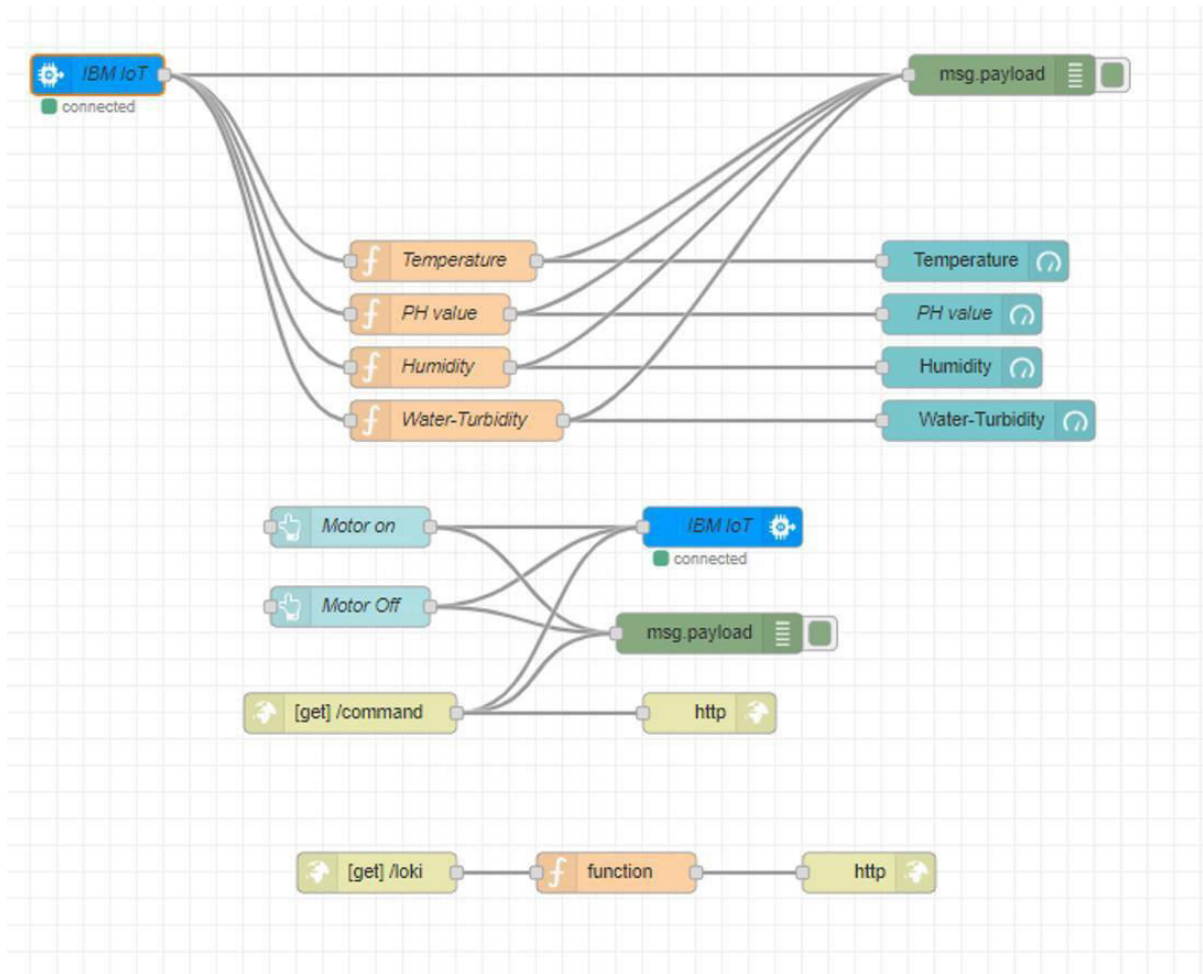 IBM IoT
msg.payload
connected
Temperature
Temperature
PH value
PH value
Humidity
Humidity
Water-Turbidity
Water-Turbidity
Motor on
IBM IoT
connected
Motor Off
msg.payload
[get] /command
http
[get] /loki
function
http